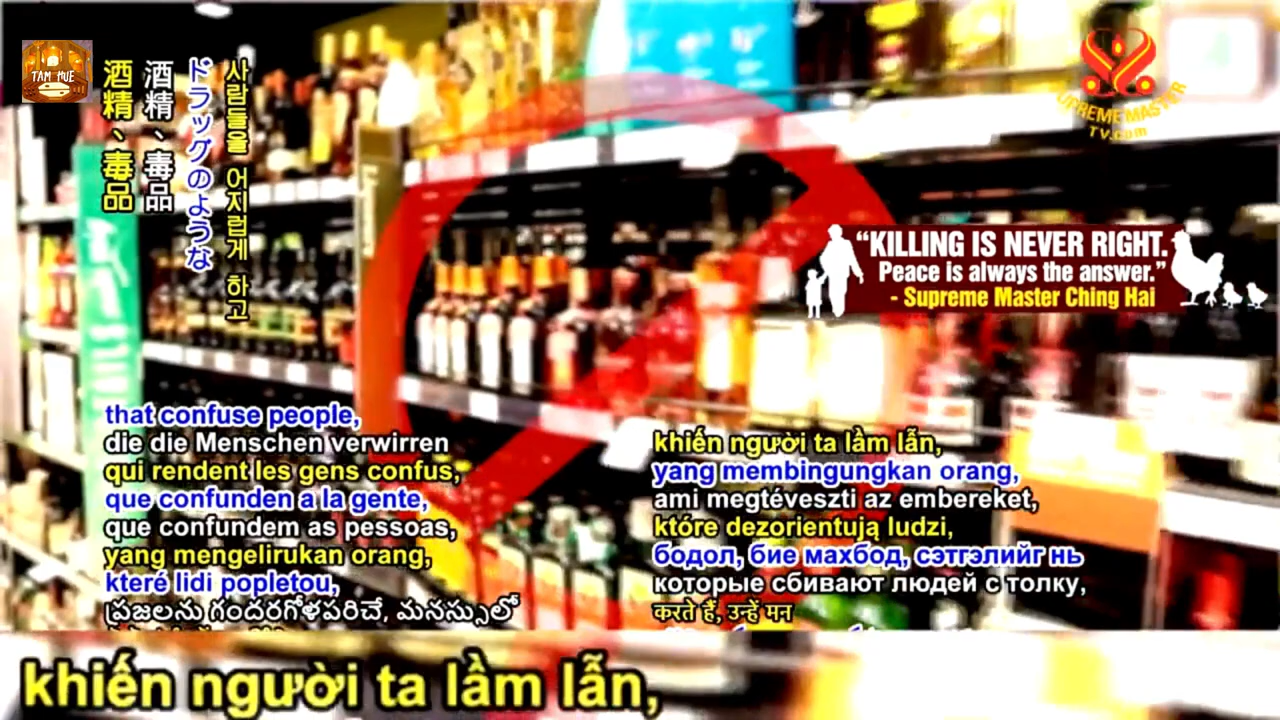 TAM HUE
사람들을 어지럽게 하고
ドラッグのような
酒精、毒品
酒精、毒品
SUPREME MASTER
TV.com
“KILLING IS NEVER RIGHT.
Peace is always the answer.”
- Supreme Master Ching Hai
that confuse people,
die die Menschen verwirren
qui rendent les gens confus,
que confunden a la gente,
que confundem as pessoas,
yang mengelirukan orang,
které lidi popletou,
ప్రజలను గందరగోళపరిచే, మనస్సులో
khiến người ta lầm lẫn,
yang membingungkan orang,
ami megtéveszti az embereket,
które dezorientują ludzi,
бодол, бие махбод, сэтгэлийг нь
которые сбивают людей с толку,
करते हैं, उन्हें मन
khiến người ta lầm lẫn,